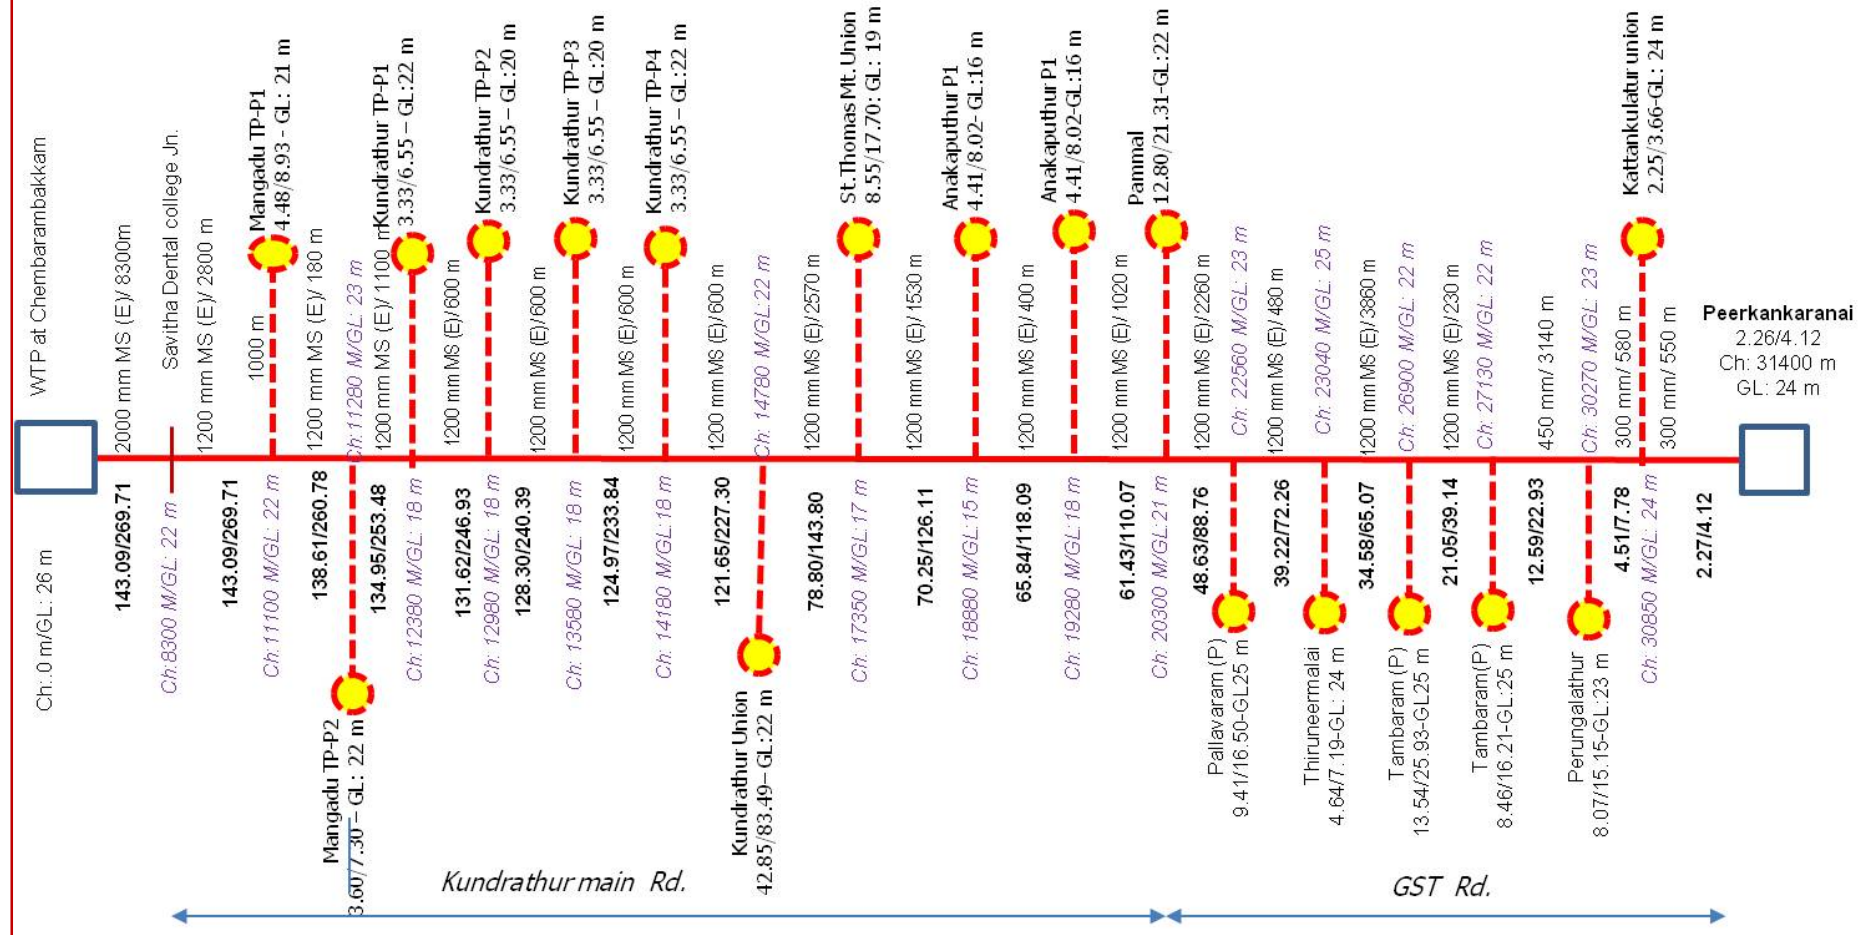 WTP at Chembarambakkam
Ch:0 m/GL: 26 m
2000 mm MS (E)/ 8300m
143.09/269.71
Savitha Dental college Jn.
Ch:8300 M/GL: 22 m
1200 mm MS (E)/ 2800 m
143.09/269.71
Mangadu TP-P1
4.48/8.93 - GL: 21 m
1000 m
Ch:11100 M/GL: 22 m
1200 mm MS (E)/ 180 m
138.61/260.78
Ch:11280 M/GL: 23 m
Mangadu TP-P2
3.60/7.30 – GL: 22 m
1200 mm MS (E)/ 1100 m
134.95/253.48
Kundrathur TP-P1
3.33/6.55 – GL:22 m
Ch:12380 M/GL: 18 m
1200 mm MS (E)/600 m
131.62/246.93
Kundrathur TP-P2
3.33/6.55 – GL:20 m
Ch: 12980 M/GL: 18 m
1200 mm MS (E)/600 m
128.30/240.39
Kundrathur TP-P3
3.33/6.55 – GL:20 m
Ch: 13580 M/GL: 18 m
1200 mm MS (E)/600 m
124.97/233.84
Kundrathur TP-P4
3.33/6.55 – GL:22 m
Ch: 14180 M/GL:18 m
1200 mm MS (E)/600 m
121.65/227.30
Ch: 14780 M/GL:22 m
Kundrathur Union
42.85/83.49–GL:22 m
1200 mm MS (E)/2570 m
78.80/143.80
St.Thomas Mt.Union
8.55/17.70: GL: 19 m
Ch: 17350 M/GL:17 m
1200 mm MS (E)/ 1530 m
70.25/126.11
Anakaputhur P1
4.41/8.02-GL:16 m
Ch: 18880 M/GL:15 m
1200 mm MS (E)/ 400 m
65.84/118.09
Anakaputhur P1
4.41/8.02-GL:16 m
Ch: 19280 M/GL:18 m
1200 mm MS (E)/ 1020 m
61.43/110.07
Pammal
12.80/21.31-GL:22 m
Ch: 20300 M/GL:21 m
1200 mm MS (E)/2260 m
48.63/88.76
Ch: 22560 M/GL: 23 m
Pallavaram (P)
9.41/16.50-GL25 m
1200 mm MS (E)/ 480 m
39.22/72.26
Ch: 23040 M/GL: 25 m
Thiruneermalai
4.64/7.19-GL: 24 m
1200 mm MS (E)/3860 m
34.58/65.07
Ch: 26900 M/GL: 22 m
Tambaram (P)
13.54/25.93-GL25 m
1200 mm MS (E)/230 m
21.05/39.14
Ch: 27130 M/GL: 22 m
Tambaram(P)
8.46/16.21-GL:25 m
450 mm/ 3140 m
12.59/22.93
Ch: 30270 M/GL: 23 m
Perungalathur
8.07/15.15-GL:23 m
300 mm/ 580 m
4.51/7.78
Kattankulatur union
2.25/3.66-GL: 24 m
Ch: 30850 M/GL: 24 m
300 mm/ 550 m
2.27/4.12
Peerkankaranai
2.26/4.12
Ch: 31400 m
GL: 24 m
Kundrathur main Rd.
GST Rd.